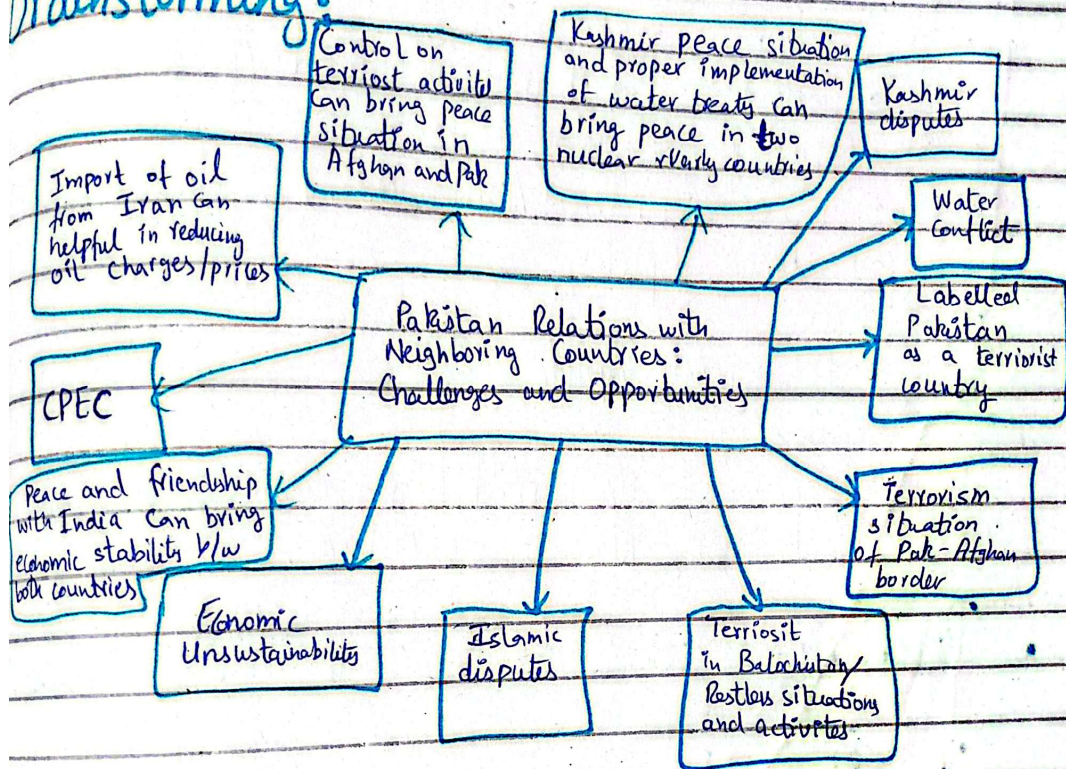 Brainstorming:
Control on
terriost activite
can bring peace
situation in
Afghan and Pak
Kashmir peace situation
and proper implementation
of water treaty can
bring peace in two
nuclear countries
Kashmir
disputes
Import of oil
from Iran can
helpful in reducing
oil charges/prices
Water
Conflict
Pakistan Relations with
Neighboring Countries:
Challenges and Opportunities
Labelled
Pakistan
as a terriorist
country
CPEC
Peace and friendship
with India Can bring
economic stability b/w
both countries
Terrorism
situation
of Pak-Afghan
border
Economic
Unsustainability
Islamic
disputes
Terriosit
in Balochistan/
Restless situations
and activites